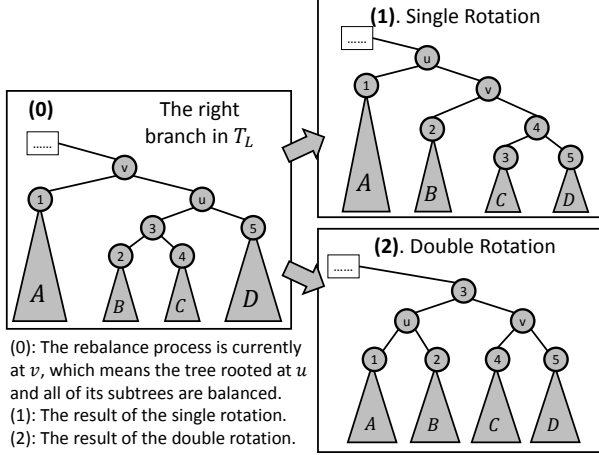 (0)
The right
branch in T_L
......
v
1
u
3
5
2
4
A
B
C
D
(0): The rebalance process is currently
at v, which means the tree rooted at u
and all of its subtrees are balanced.
(1): The result of the single rotation.
(2): The result of the double rotation.
(1). Single Rotation
......
u
1
v
2
4
3
5
A
B
C
D
(2). Double Rotation
......
3
u
v
1
2
4
5
A
B
C
D